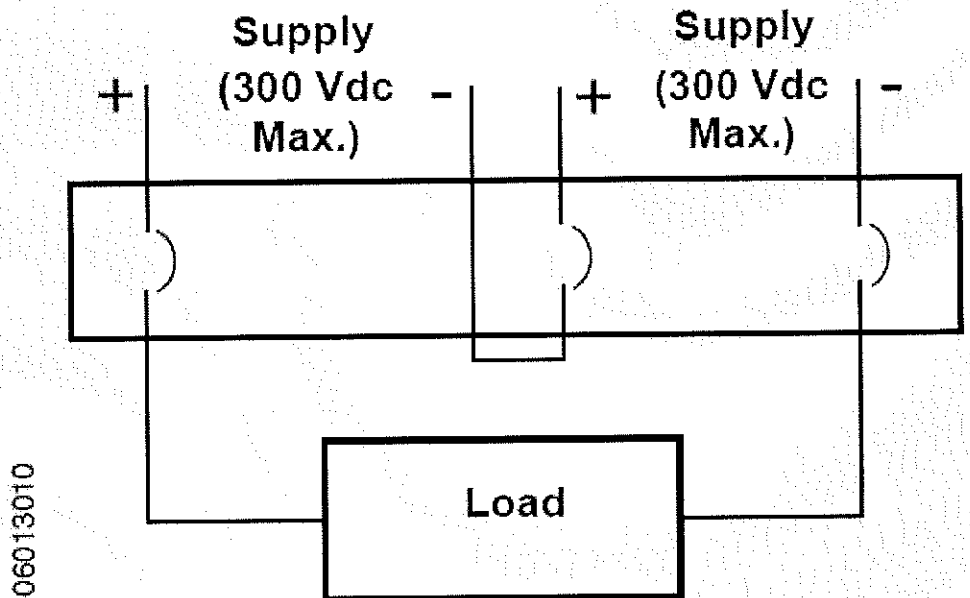 Supply
(300 Vdc
Max.)
+
-
Supply
(300 Vdc
Max.)
+
-
Load
06013010